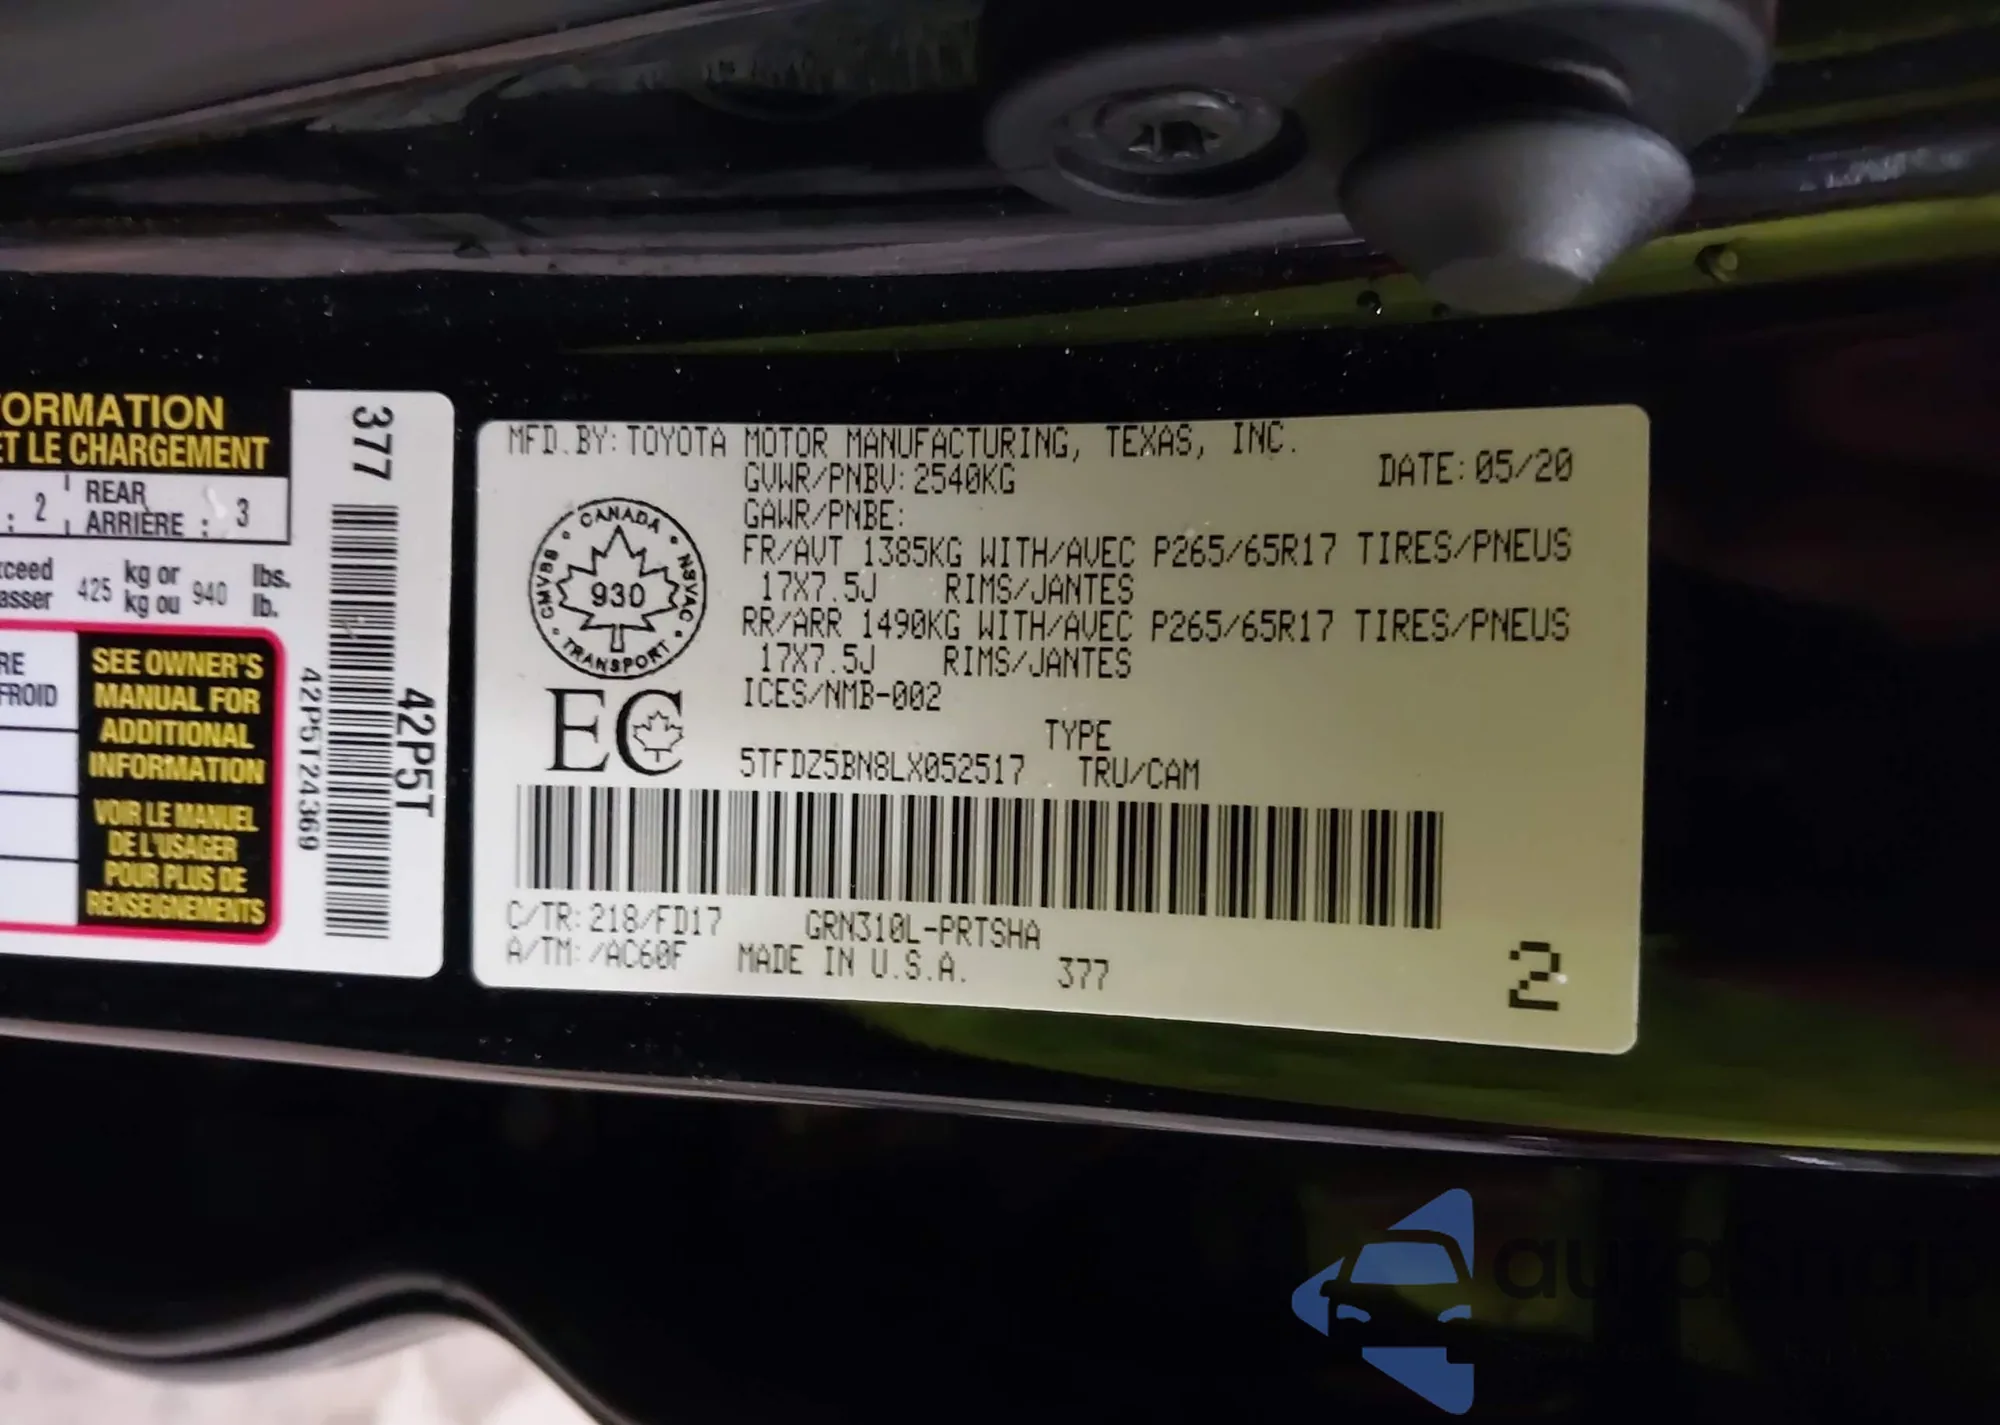 ORMATION
ET LE CHARGEMENT
: 2 REAR
ARRIÈRE : 3
kg or lbs.
425 kg ou 940 lb.
RE
FROID
SEE OWNER'S
MANUAL FOR
ADDITIONAL
INFORMATION
VOIR LE MANUEL
DE L'USAGER
POUR PLUS DE
RENSEIGNEMENTS
377
42P5T24369
42P5T
MFD.BY:TOYOTA MOTOR MANUFACTURING, TEXAS, INC.
GVWR/PNBV:2540KG DATE:05/20
GAWR/PNBE:
FR/AVT 1385KG WITH/AVEC P265/65R17 TIRES/PNEUS
17X7.5J RIMS/JANTES
RR/ARR 1490KG WITH/AVEC P265/65R17 TIRES/PNEUS
17X7.5J RIMS/JANTES
ICES/NMB-002
CANADA
CMVSS · NSVAC
930
TRANSPORT
EC
TYPE
5TFDZ5BN8LX052517 TRU/CAM
C/TR:218/FD17 GRN310L-PRTSHA
A/TM:/AC60F MADE IN U.S.A. 377
2